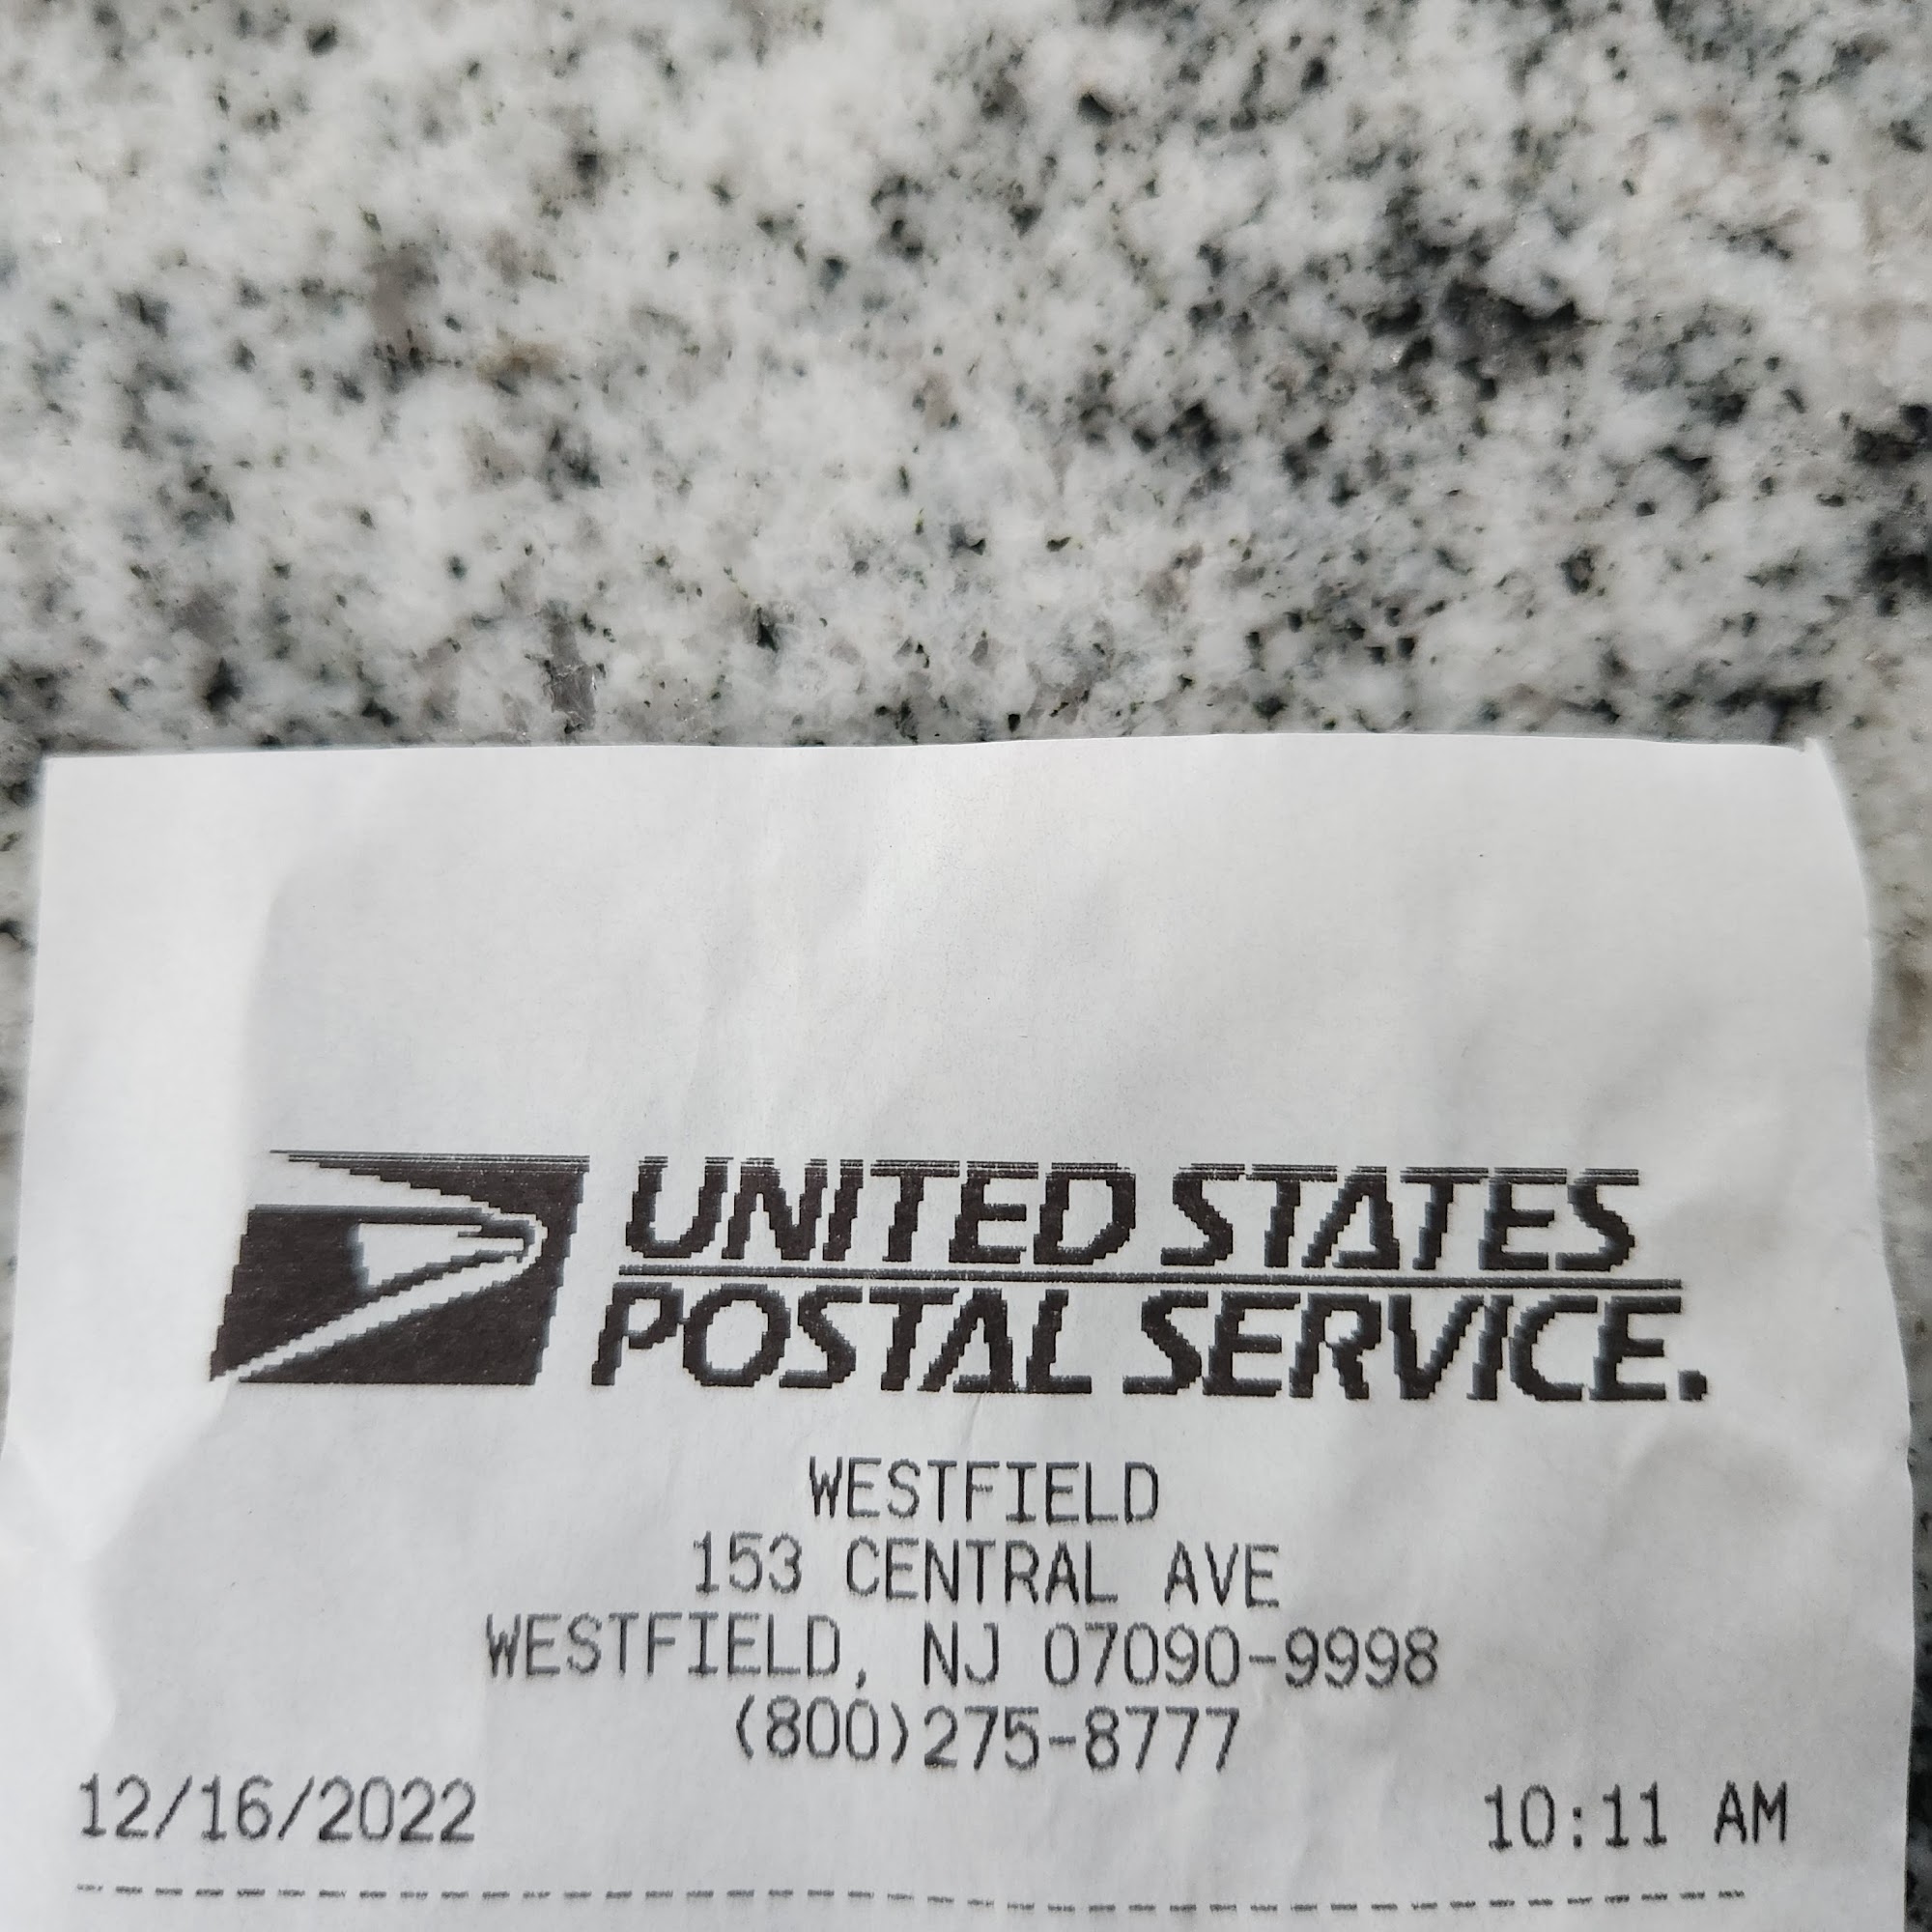 UNITED STATES
POSTAL SERVICE.
WESTFIELD
153 CENTRAL AVE
WESTFIELD, NJ 07090-9998
(800)275-8777
12/16/2022 10:11 AM